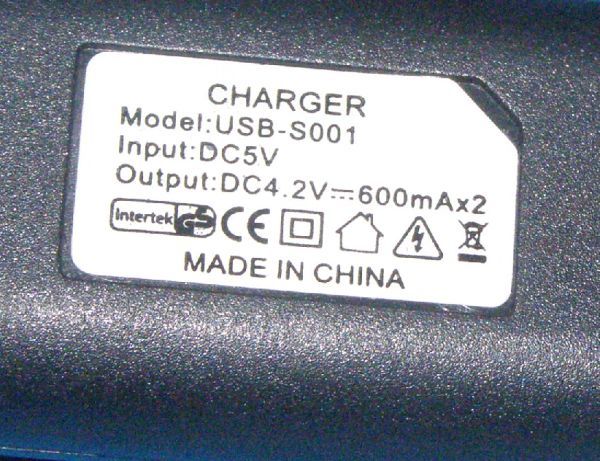 CHARGER
Model:USB-S001
Input:DC5V
Output:DC4.2V⎓600mAx2
Intertek GS CE
MADE IN CHINA